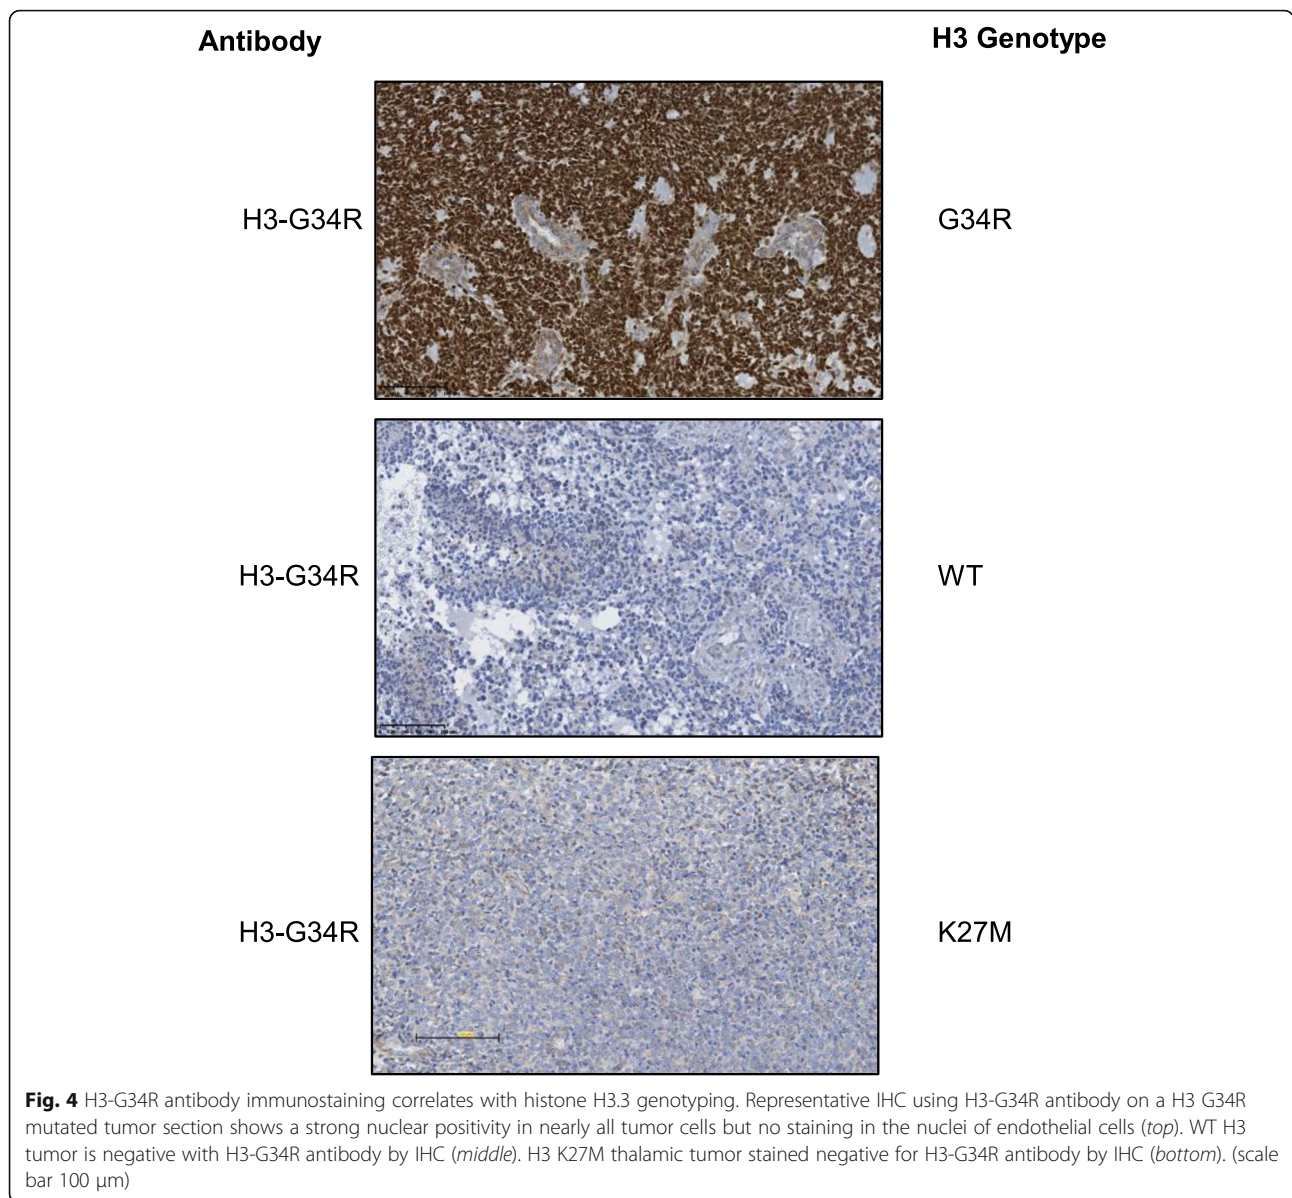 Antibody
H3 Genotype
H3-G34R
G34R
H3-G34R
WT
H3-G34R
K27M
Fig. 4 H3-G34R antibody immunostaining correlates with histone H3.3 genotyping. Representative IHC using H3-G34R antibody on a H3 G34R
mutated tumor section shows a strong nuclear positivity in nearly all tumor cells but no staining in the nuclei of endothelial cells (top). WT H3
tumor is negative with H3-G34R antibody by IHC (middle). H3 K27M thalamic tumor stained negative for H3-G34R antibody by IHC (bottom). (scale
bar 100 μm)